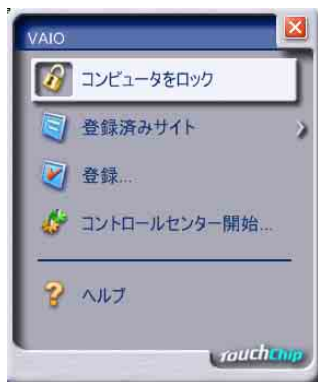 VAIO
コンピュータをロック
登録済みサイト
登録...
コントロールセンター開始...
ヘルプ
TouchChip